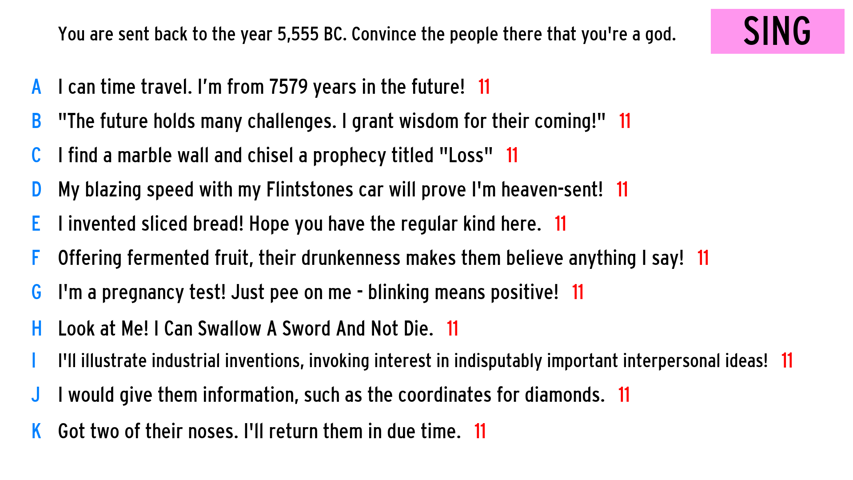 You are sent back to the year 5,555 BC. Convince the people there that you're a god.
SING
A I can time travel. I’m from 7579 years in the future! 11
B "The future holds many challenges. I grant wisdom for their coming!" 11
C I find a marble wall and chisel a prophecy titled "Loss" 11
D My blazing speed with my Flintstones car will prove I'm heaven-sent! 11
E I invented sliced bread! Hope you have the regular kind here. 11
F Offering fermented fruit, their drunkenness makes them believe anything I say! 11
G I'm a pregnancy test! Just pee on me - blinking means positive! 11
H Look at Me! I Can Swallow A Sword And Not Die. 11
I I'll illustrate industrial inventions, invoking interest in indisputably important interpersonal ideas! 11
J I would give them information, such as the coordinates for diamonds. 11
K Got two of their noses. I'll return them in due time. 11